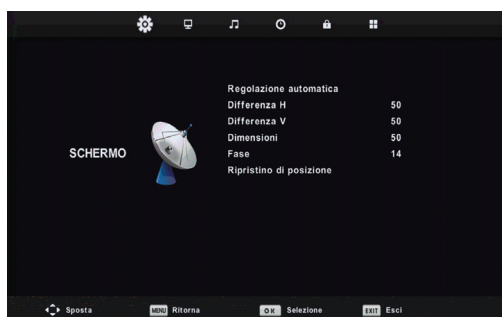 Regolazione automatica
Differenza H 50
Differenza V 50
Dimensioni 50
SCHERMO
Fase 14
Ripristino di posizione
Sposta MENU Ritorna OK Selezione EXIT Esci